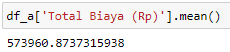 df_a['Total Biaya (Rp)'].mean()
573960.8737315938